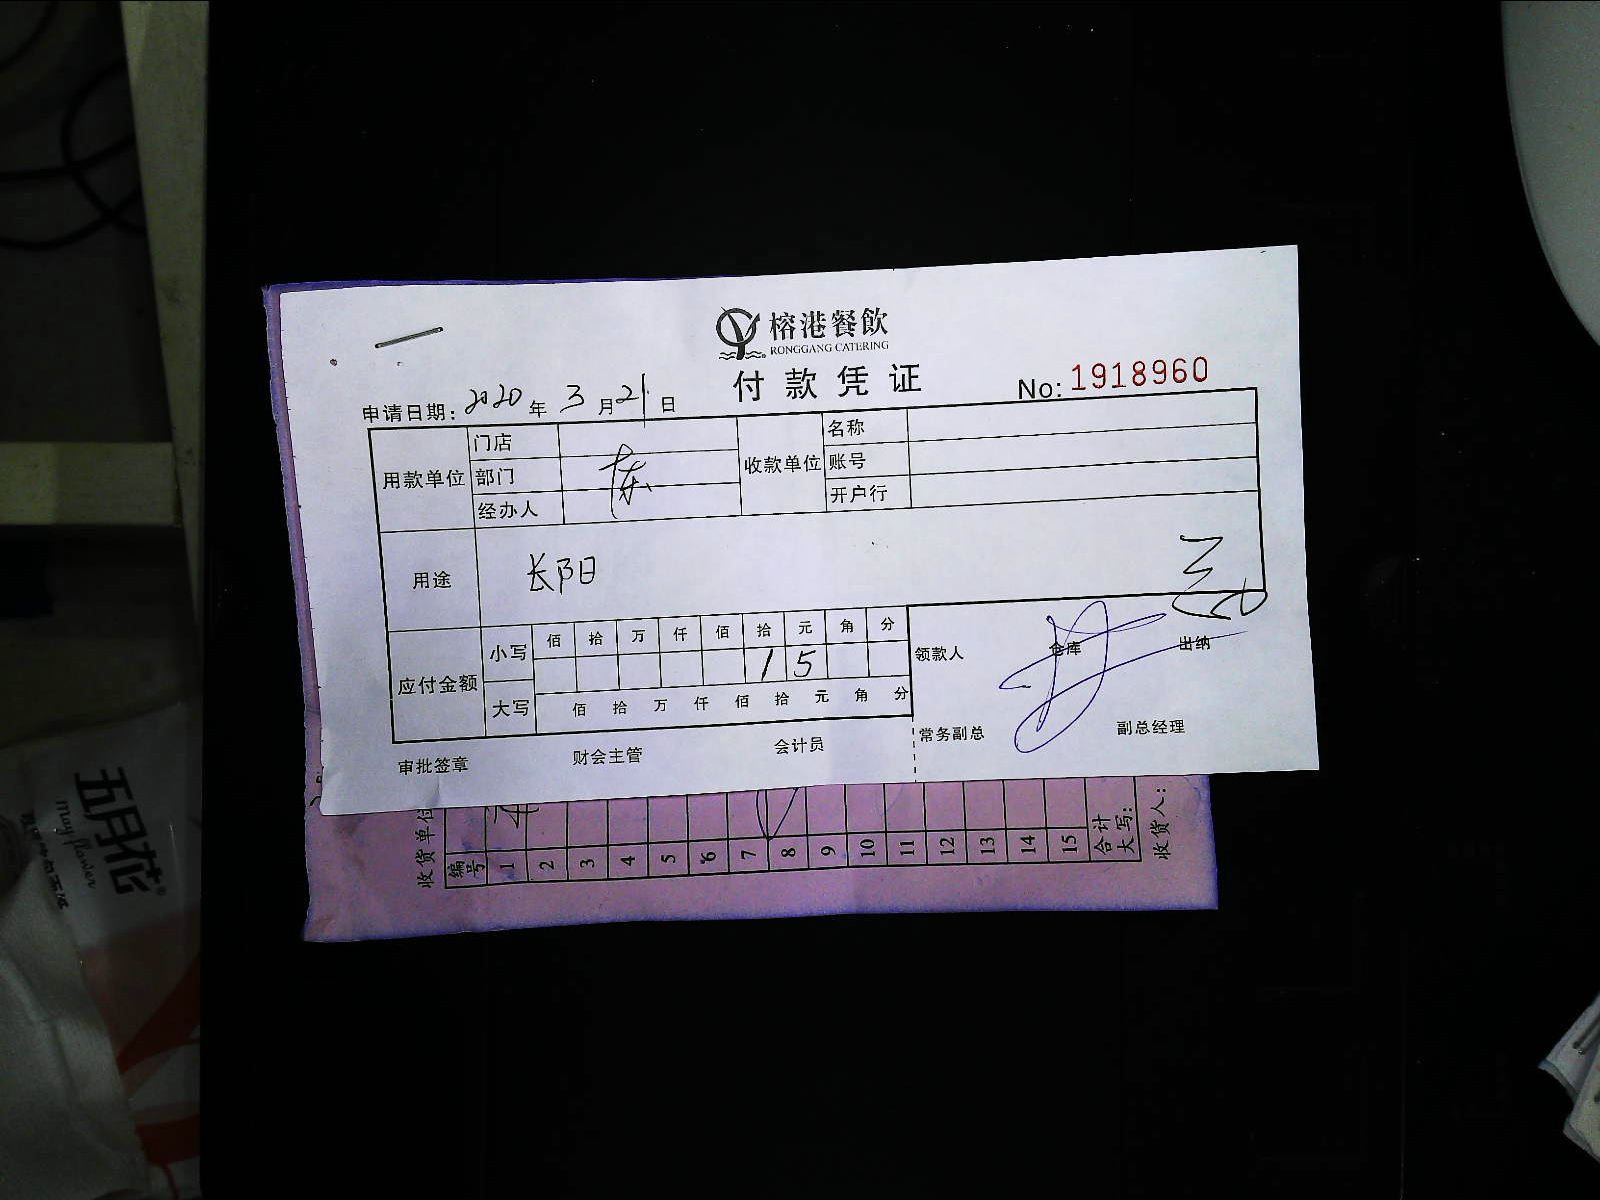 榕港餐飲
RONGGANG CATERING
付款凭证
No: 1918960
申请日期: 2020 年 3 月 21 日
用款单位 门店 收款单位 名称
部门 账号
经办人 开户行
用途 长阳
应付金额 小写 佰 拾 万 仟 佰 拾 元 角 分
1 5
大写 佰 拾 万 仟 佰 拾 元 角 分
领款人 仓库 出纳
常务副总 副总经理
审批签章 财会主管 会计员
收货单位
编号 1 2 3 4 5 6 7 8 9 10 11 12 13 14 15 合计大写:
收货人:
五月花
mayflower